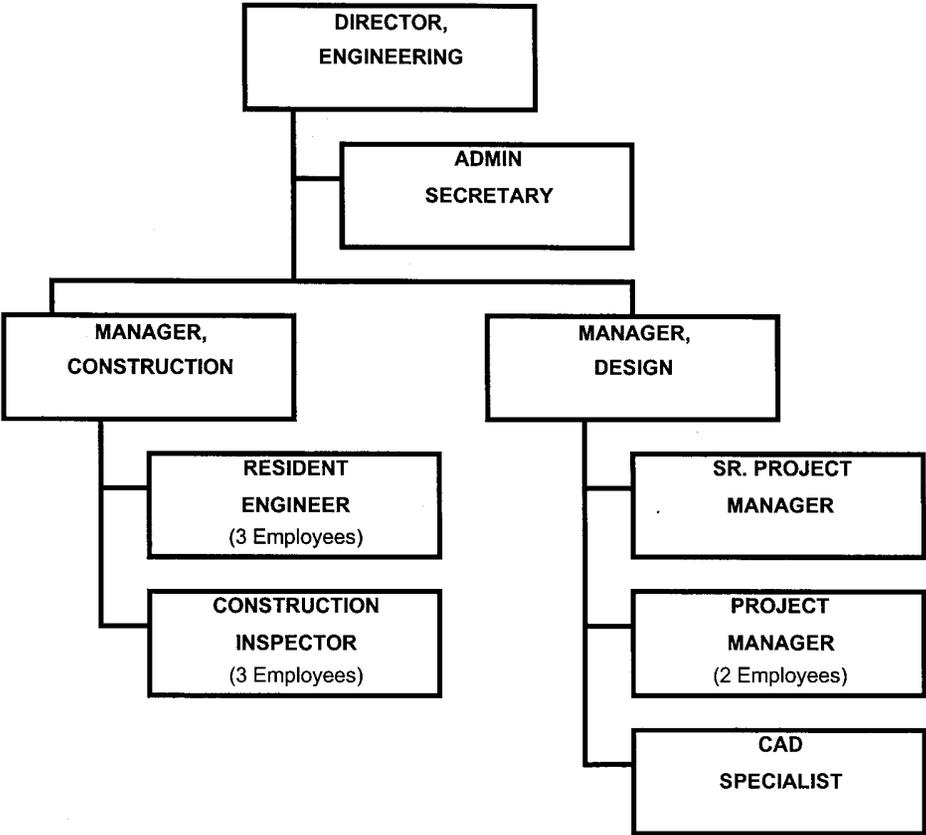 DIRECTOR,
ENGINEERING
ADMIN
SECRETARY
MANAGER,
CONSTRUCTION
MANAGER,
DESIGN
RESIDENT
ENGINEER
(3 Employees)
CONSTRUCTION
INSPECTOR
(3 Employees)
SR. PROJECT
MANAGER
PROJECT
MANAGER
(2 Employees)
CAD
SPECIALIST